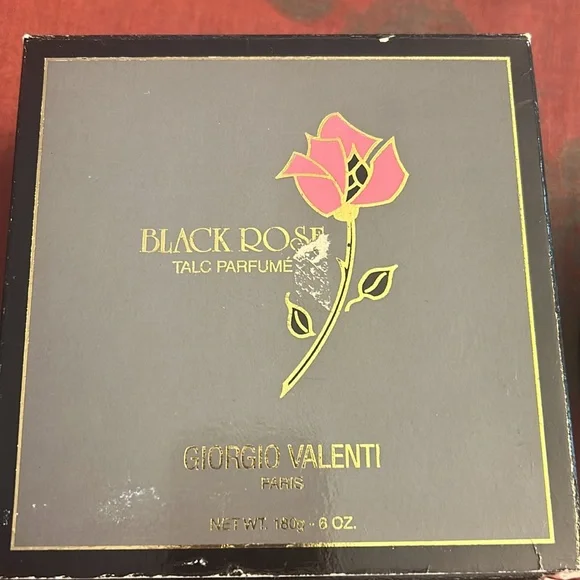 BLACK ROSE
TALC PARFUMÉ
GIORGIO VALENTI
PARIS
NET WT. 180g - 6 OZ.